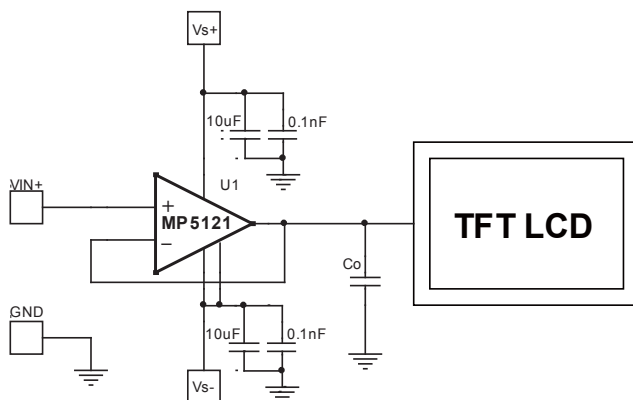 Vs+
10uF
0.1nF
VIN+
U1
+
MP5121
−
TFT LCD
Co
GND
10uF
0.1nF
Vs-